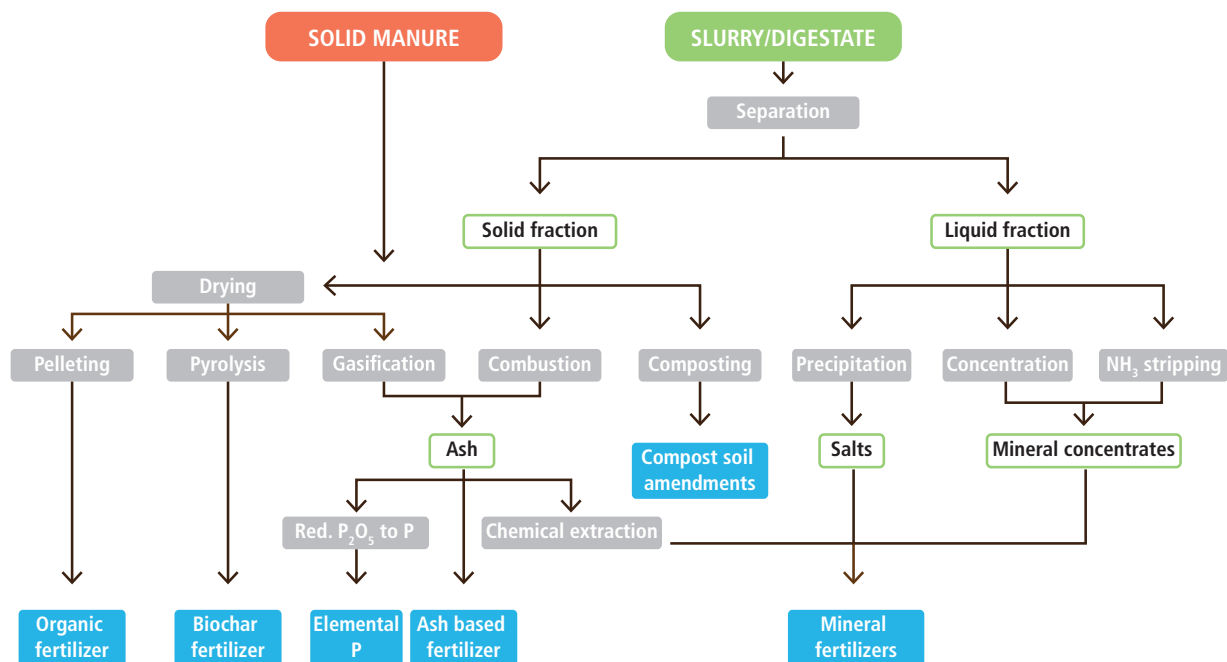 SOLID MANURE
SLURRY/DIGESTATE
Separation
Solid fraction
Liquid fraction
Drying
Pelleting
Pyrolysis
Gasification
Combustion
Composting
Precipitation
Concentration
NH₃ stripping
Ash
Compost soil
amendments
Salts
Mineral concentrates
Red. P₂O₅ to P
Chemical extraction
Organic
fertilizer
Biochar
fertilizer
Elemental
P
Ash based
fertilizer
Mineral
fertilizers